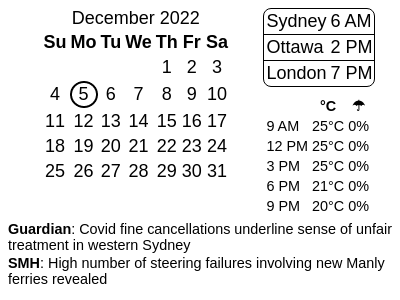 December 2022
Su Mo Tu We Th Fr Sa
1 2 3
4 5 6 7 8 9 10
11 12 13 14 15 16 17
18 19 20 21 22 23 24
25 26 27 28 29 30 31
Sydney 6 AM
Ottawa 2 PM
London 7 PM
°C ☂
9 AM 25°C 0%
12 PM 25°C 0%
3 PM 25°C 0%
6 PM 21°C 0%
9 PM 20°C 0%
Guardian: Covid fine cancellations underline sense of unfair
treatment in western Sydney
SMH: High number of steering failures involving new Manly
ferries revealed